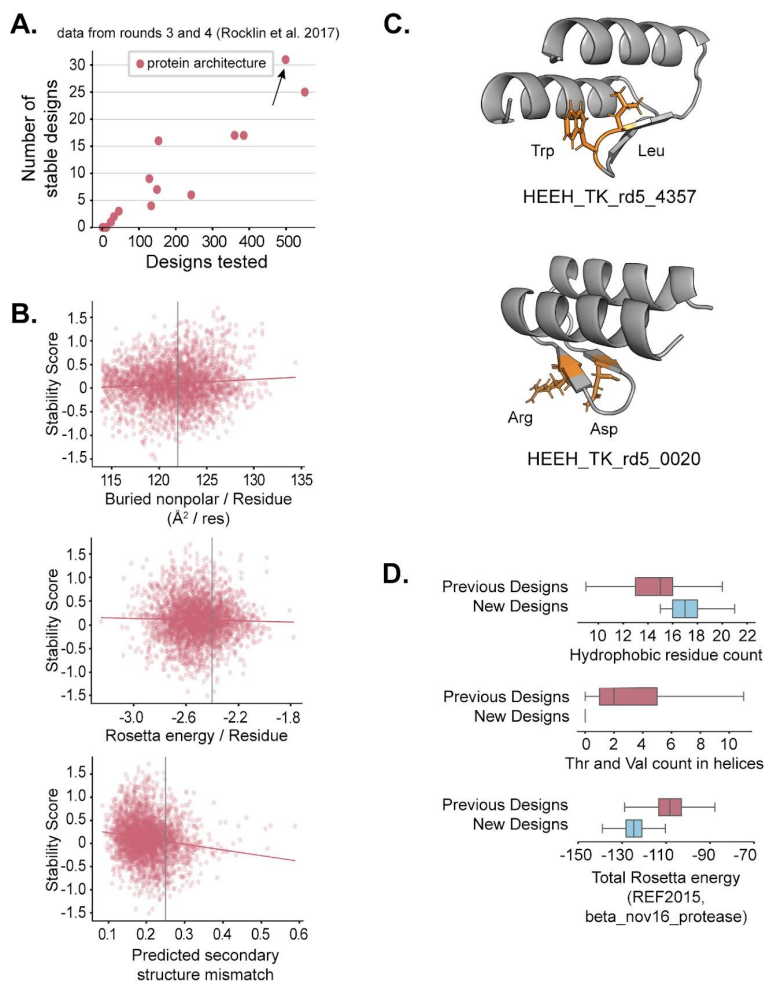 A.
data from rounds 3 and 4 (Rocklin et al. 2017)
protein architecture
Number of
stable designs
30
25
20
15
10
5
0
0 100 200 300 400 500
Designs tested
B.
Stability Score
1.5
1.0
0.5
0
-0.5
-1.0
-1.5
115 120 125 130 135
Buried nonpolar / Residue
(Å² / res)
Stability Score
1.5
1.0
0.5
0
-0.5
-1.0
-1.5
-3.0 -2.6 -2.2 -1.8
Rosetta energy / Residue
Stability Score
1.5
1.0
0.5
0
-0.5
-1.0
-1.5
0.1 0.2 0.3 0.4 0.5 0.6
Predicted secondary
structure mismatch
C.
Trp Leu
HEEH_TK_rd5_4357
Arg Asp
HEEH_TK_rd5_0020
D.
Previous Designs
New Designs
10 12 14 16 18 20 22
Hydrophobic residue count
Previous Designs
New Designs
0 2 4 6 8 10
Thr and Val count in helices
Previous Designs
New Designs
-150 -130 -110 -90 -70
Total Rosetta energy
(REF2015,
beta_nov16_protease)